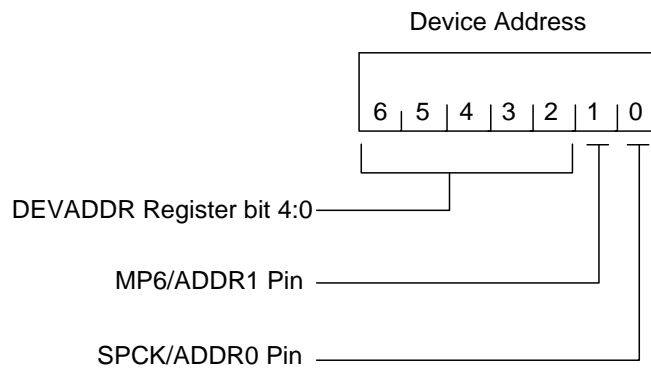 Device Address
6 5 4 3 2 1 0
DEVADDR Register bit 4:0
MP6/ADDR1 Pin
SPCK/ADDR0 Pin